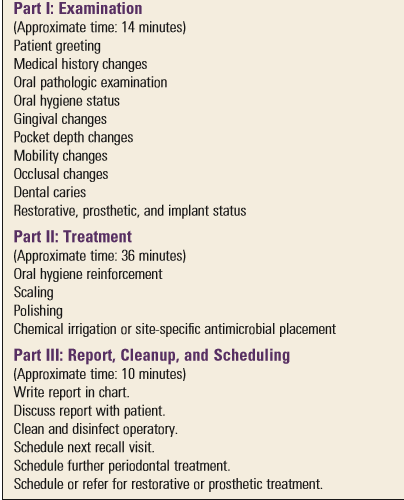 Part I: Examination
(Approximate time: 14 minutes)
Patient greeting
Medical history changes
Oral pathologic examination
Oral hygiene status
Gingival changes
Pocket depth changes
Mobility changes
Occlusal changes
Dental caries
Restorative, prosthetic, and implant status
Part II: Treatment
(Approximate time: 36 minutes)
Oral hygiene reinforcement
Scaling
Polishing
Chemical irrigation or site-specific antimicrobial placement
Part III: Report, Cleanup, and Scheduling
(Approximate time: 10 minutes)
Write report in chart.
Discuss report with patient.
Clean and disinfect operatory.
Schedule next recall visit.
Schedule further periodontal treatment.
Schedule or refer for restorative or prosthetic treatment.